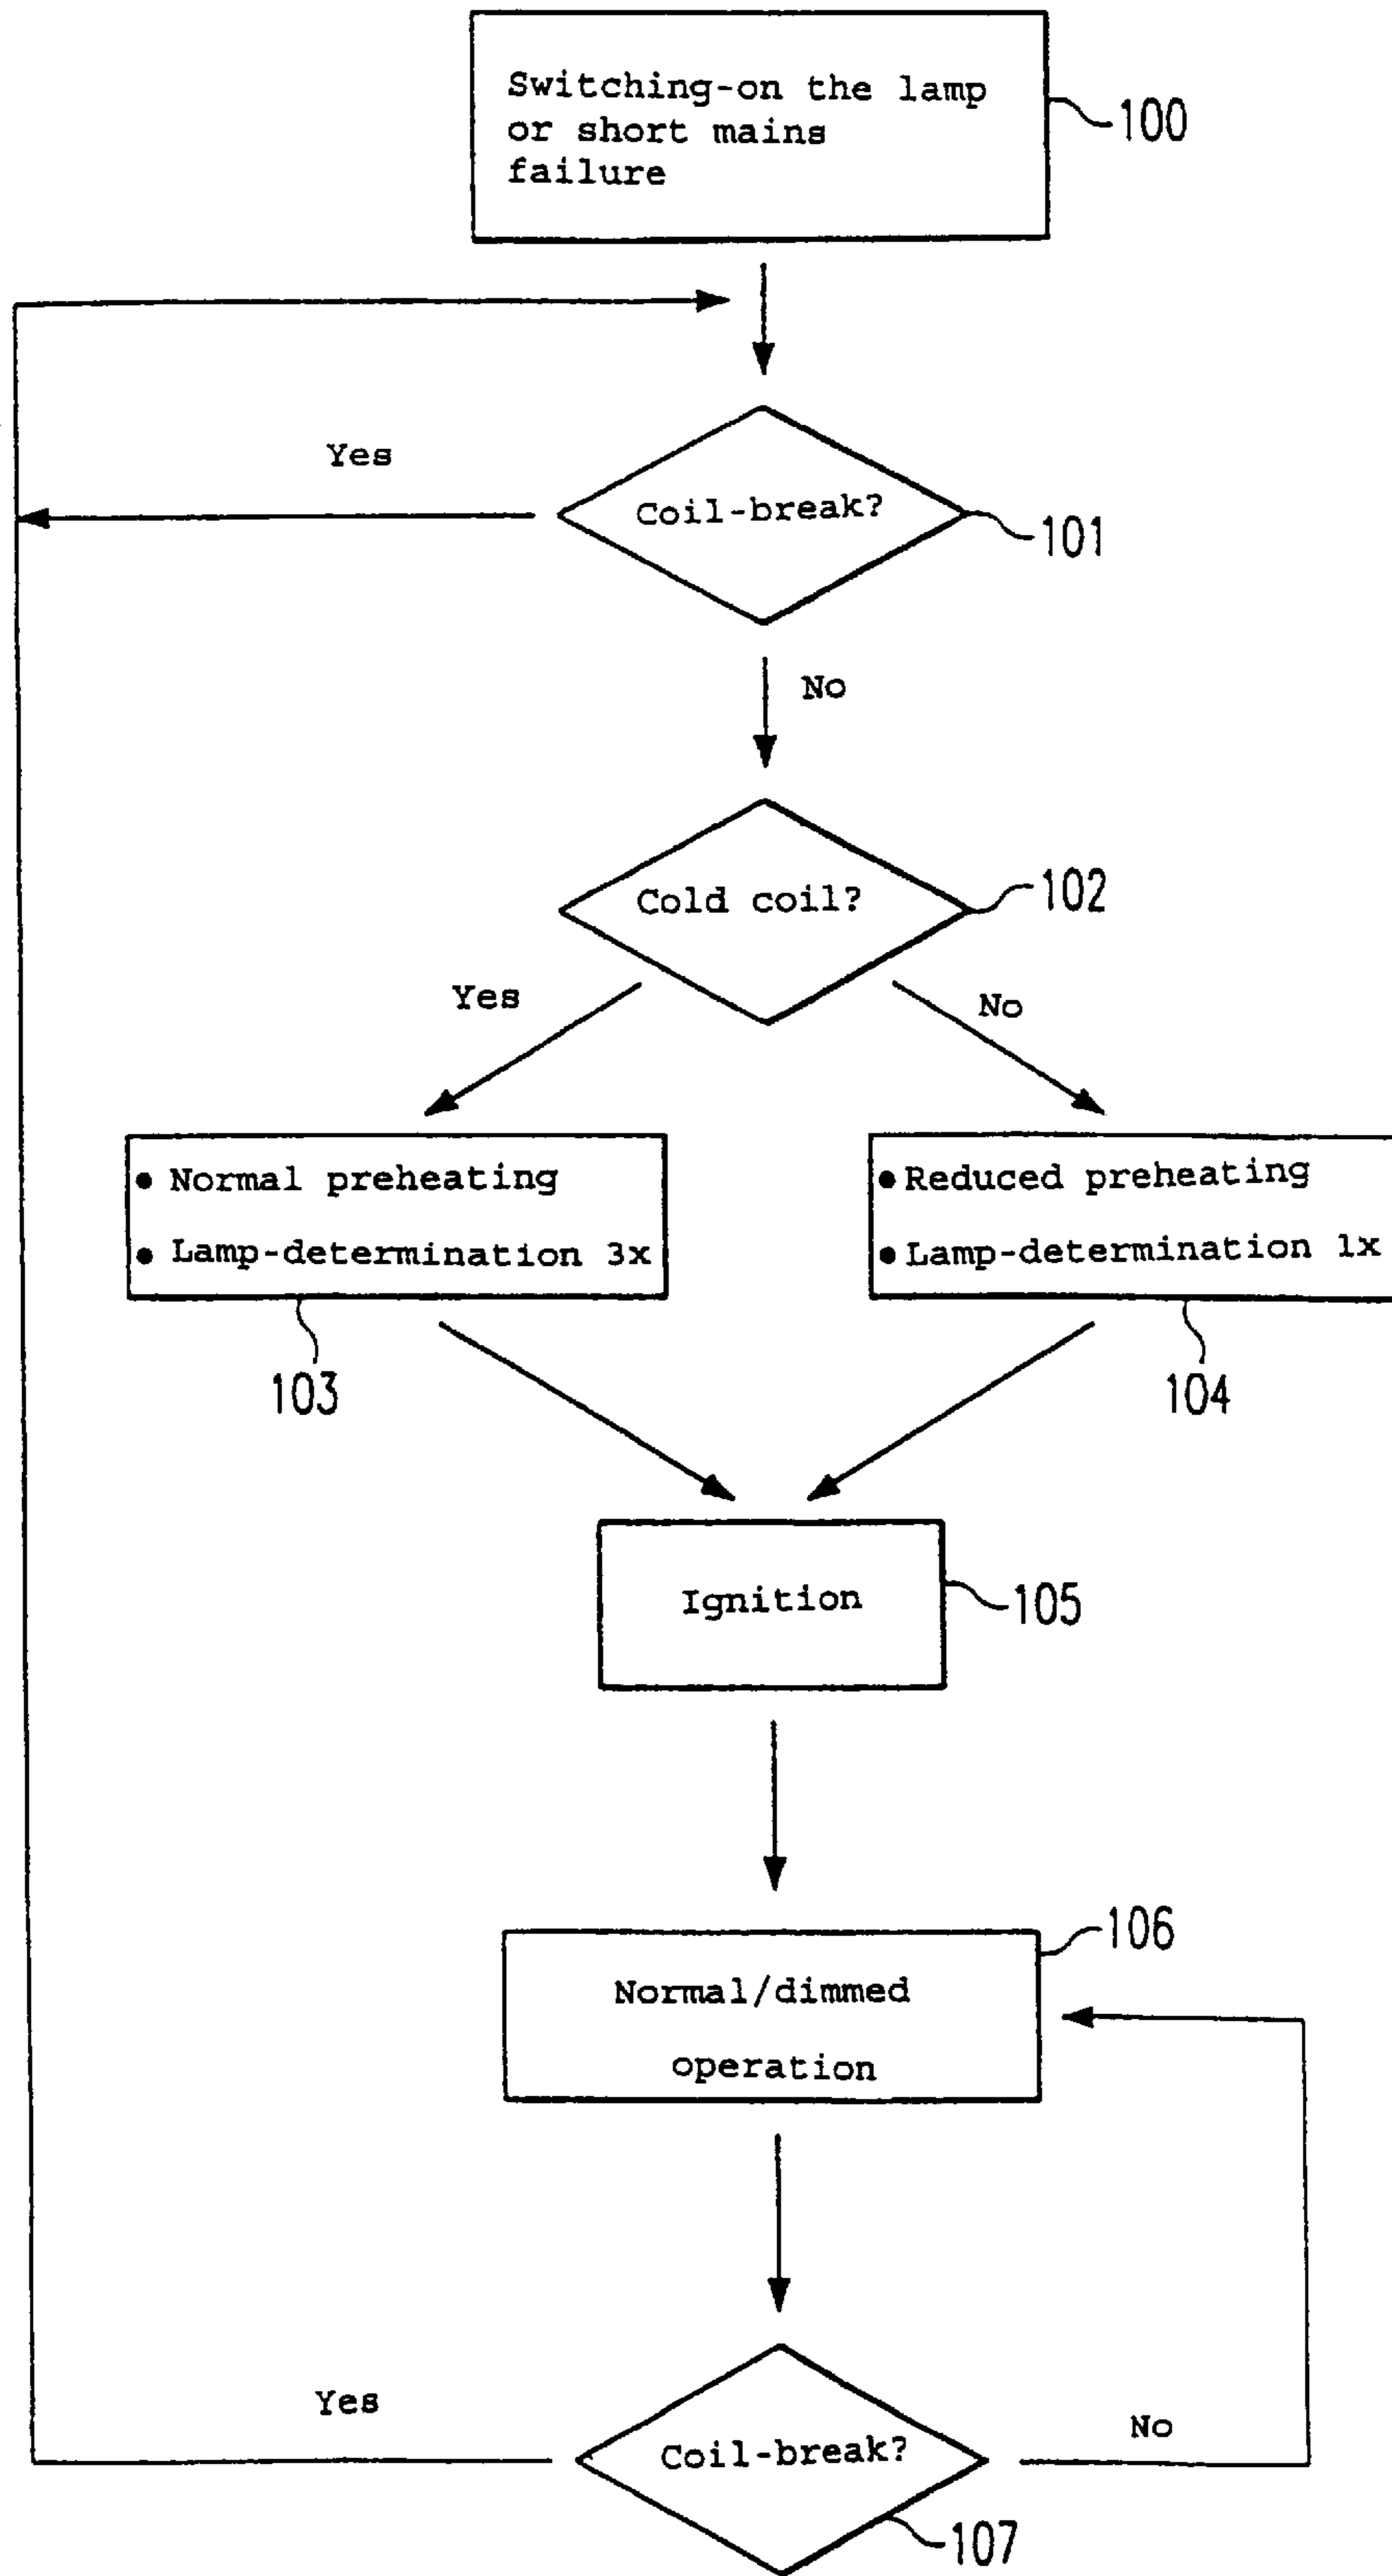 Switching-on the lamp
or short mains
failure
100
Yes
Coil-break?
101
No
Cold coil?
102
Yes
No
• Normal preheating
• Lamp-determination 3x
• Reduced preheating
• Lamp-determination 1x
103
104
Ignition
105
106
Normal/dimmed
operation
Yes
Coil-break?
No
107